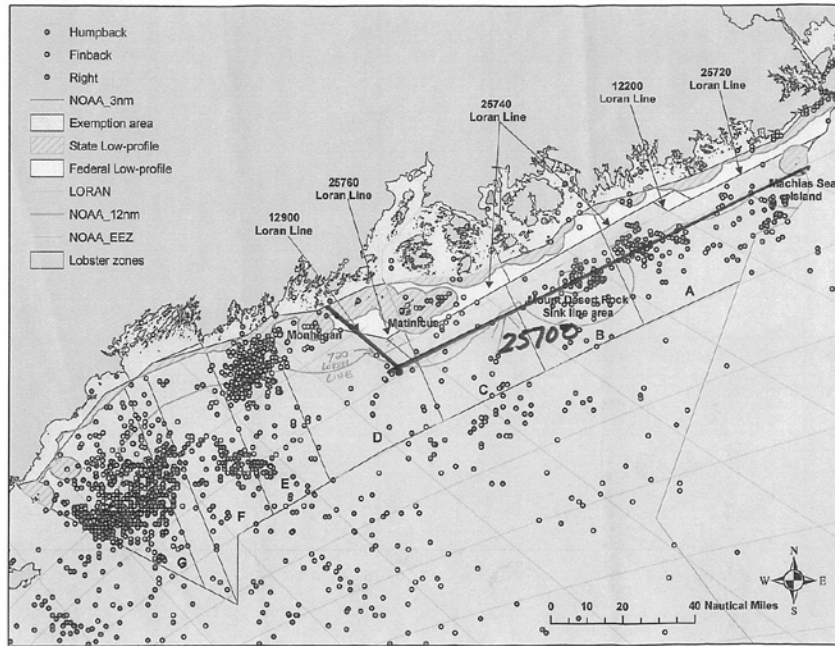 Humpback
Finback
Right
NOAA_3nm
Exemption area
State Low-profile
Federal Low-profile
LORAN
NOAA_12nm
NOAA_EEZ
Lobster zones
25740
Loran Line
12200
Loran Line
25720
Loran Line
25760
Loran Line
12900
Loran Line
Machias Seal
Island
Mount Desert Rock
Sink line area
Matinicus
Monhegan
25700
A
B
C
D
E
F
G
N
W E
S
0 10 20 40 Nautical Miles